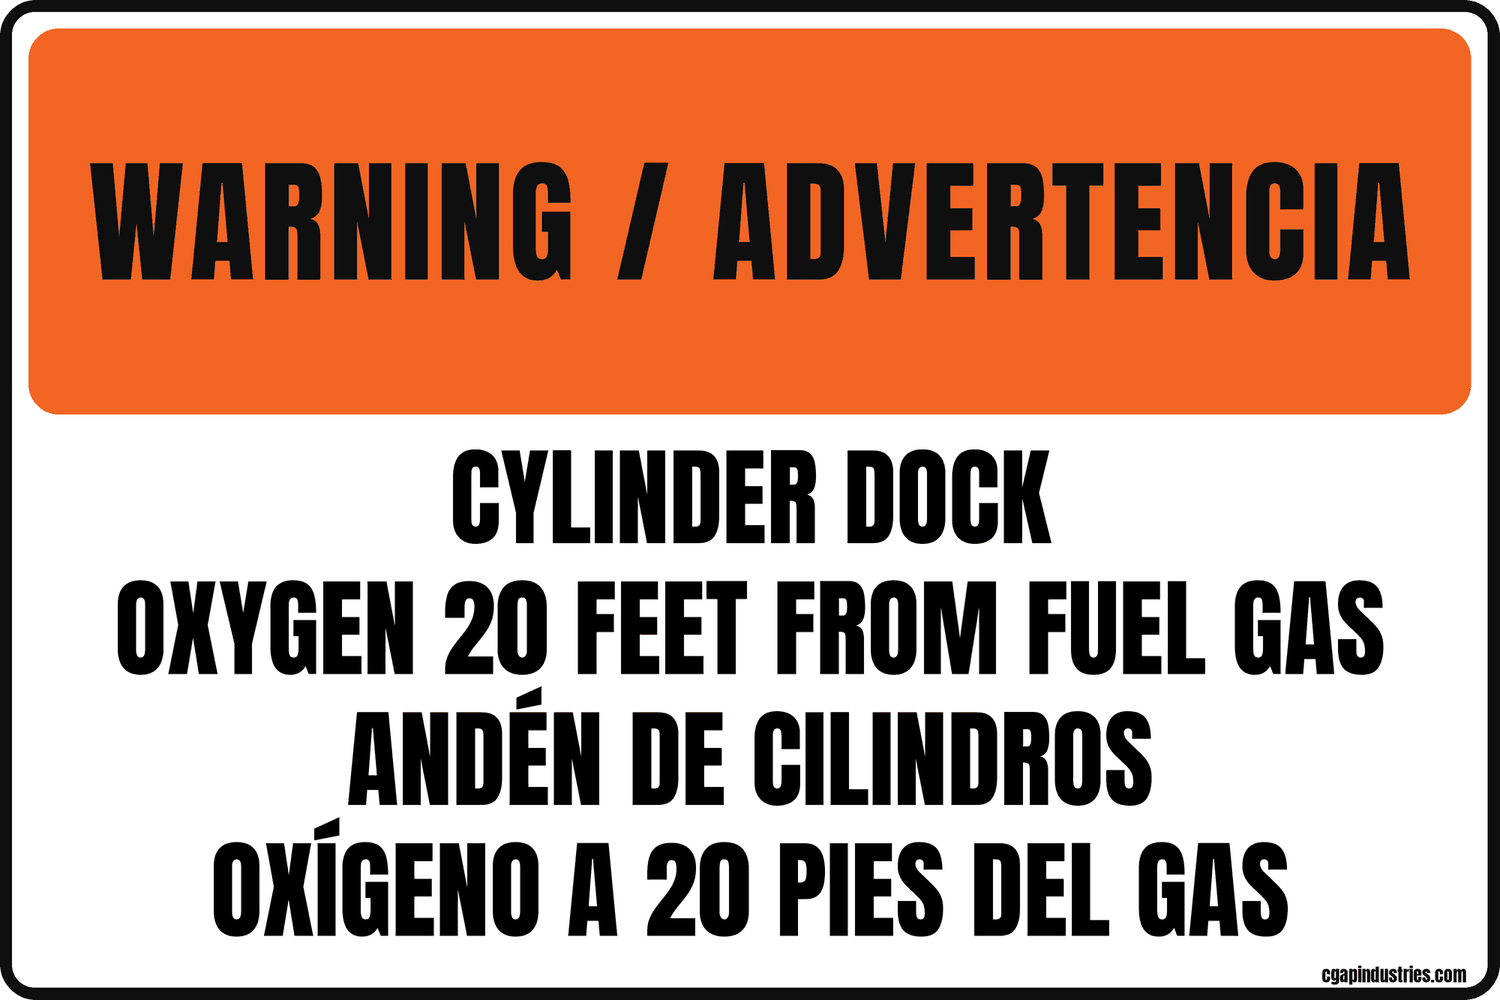 WARNING / ADVERTENCIA
CYLINDER DOCK
OXYGEN 20 FEET FROM FUEL GAS
ANDÉN DE CILINDROS
OXÍGENO A 20 PIES DEL GAS
cgapindustries.com